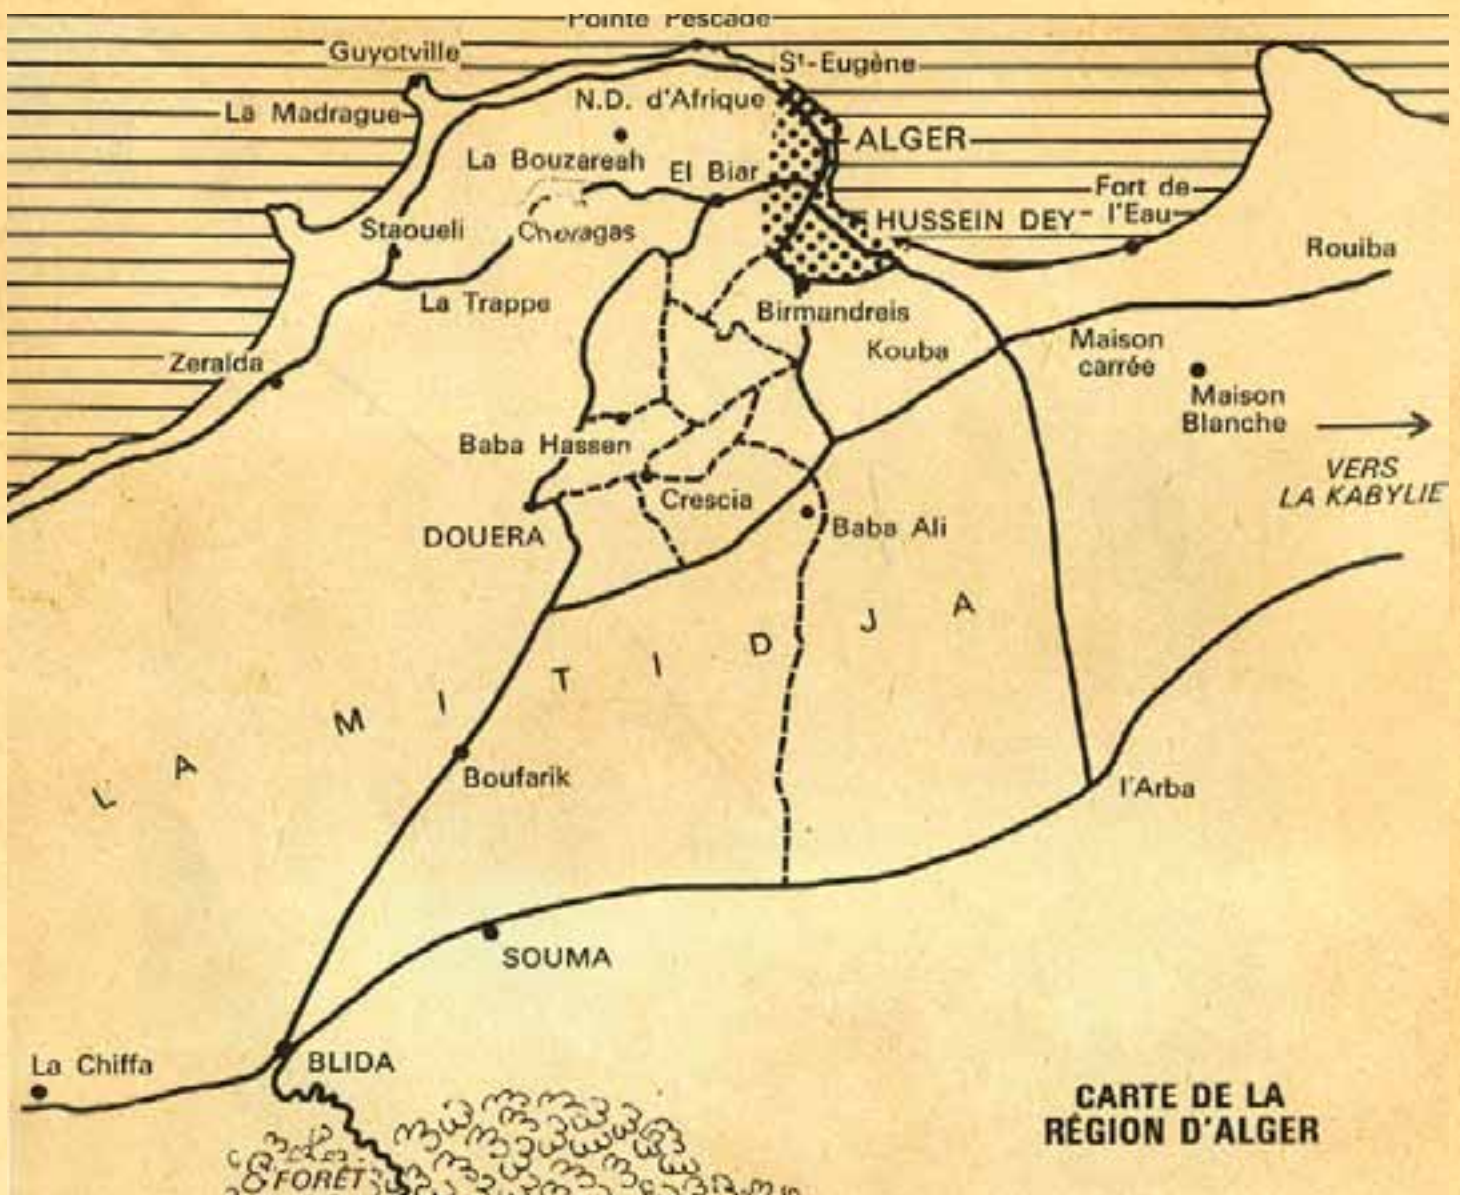 Pointe Pescade
Guyotville
St-Eugène
La Madrague
N.D. d'Afrique
ALGER
La Bouzareah
El Biar
Fort de
l'Eau
Staoueli
Cheragas
HUSSEIN DEY
Rouiba
La Trappe
Birmandreis
Zeralda
Kouba
Maison
carrée
Maison
Blanche
VERS
LA KABYLIE
Baba Hassen
Crescia
DOUERA
Baba Ali
LA MITIDJA
Boufarik
l'Arba
SOUMA
La Chiffa
BLIDA
CARTE DE LA
RÉGION D'ALGER
FORÊT